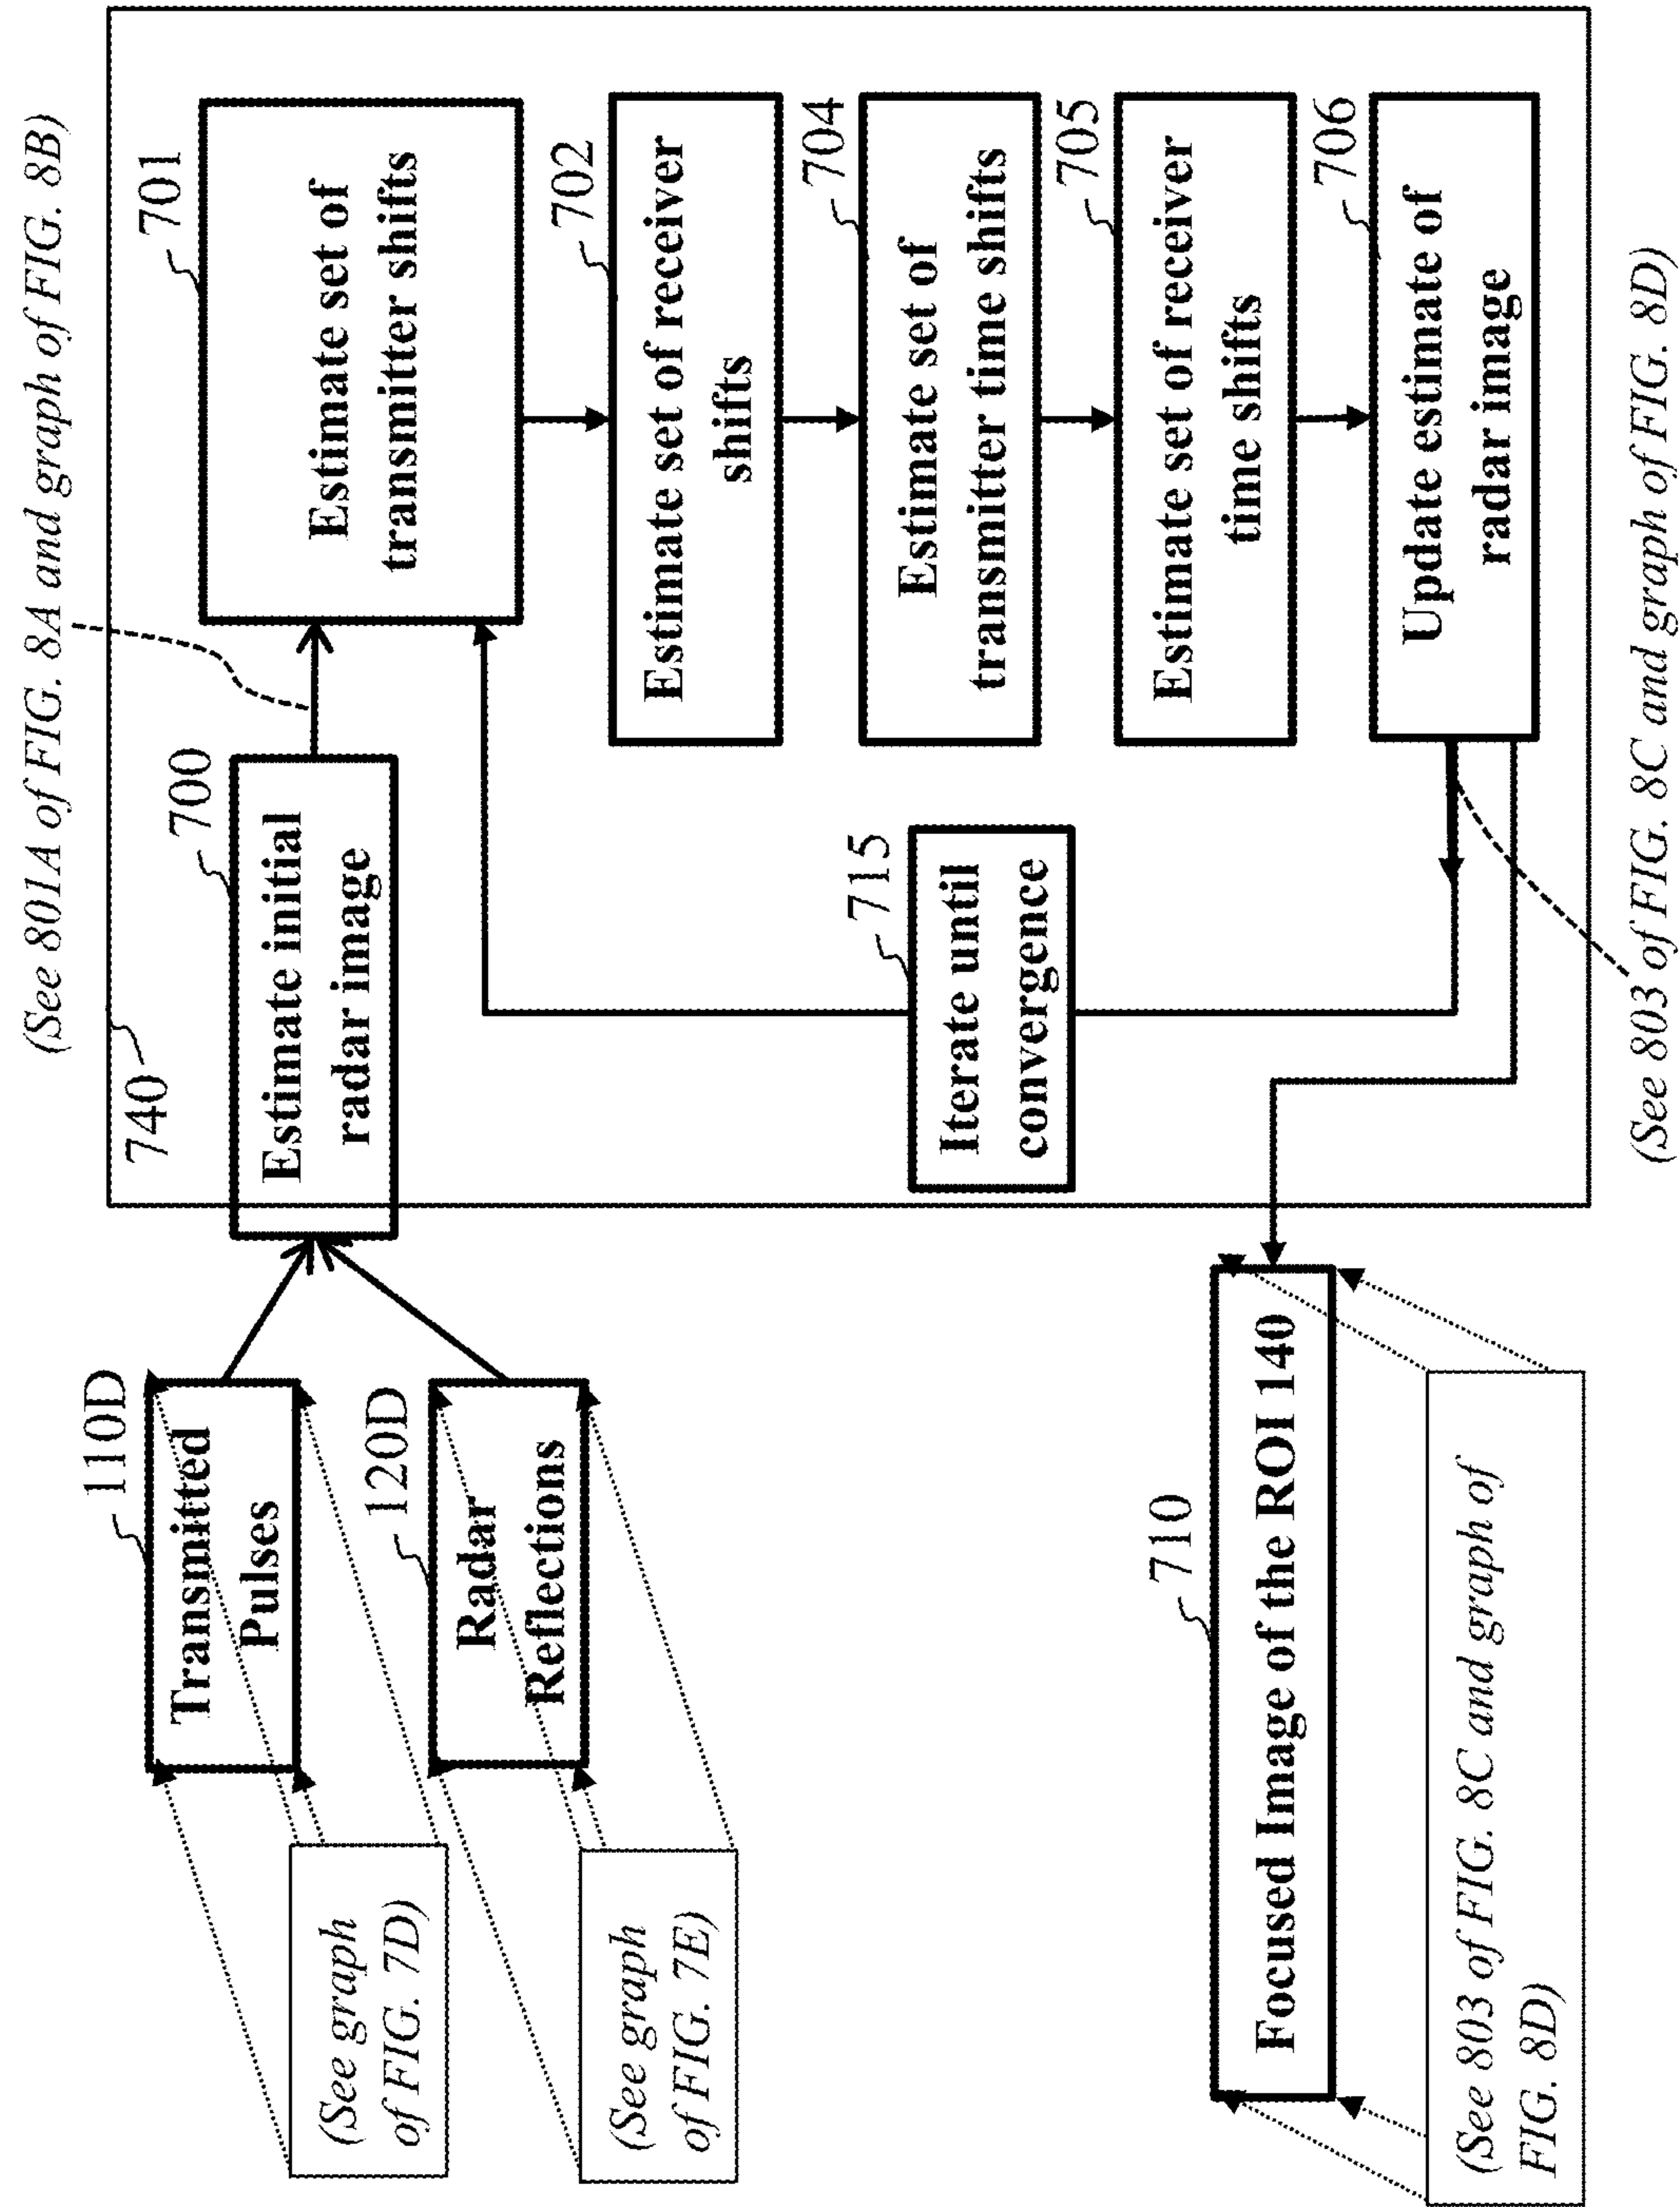 (See 801A of FIG. 8A and graph of FIG. 8B)
740
110D
Transmitted
Pulses
(See graph
of FIG. 7D)
120D
Radar
Reflections
(See graph
of FIG. 7E)
700
Estimate initial
radar image
701
Estimate set of
transmitter shifts
702
Estimate set of receiver
shifts
704
Estimate set of
transmitter time shifts
705
Estimate set of receiver
time shifts
706
Update estimate of
radar image
715
Iterate until
convergence
710
Focused Image of the ROI 140
(See 803 of FIG. 8C and graph of
FIG. 8D)
(See 803 of FIG. 8C and graph of FIG. 8D)